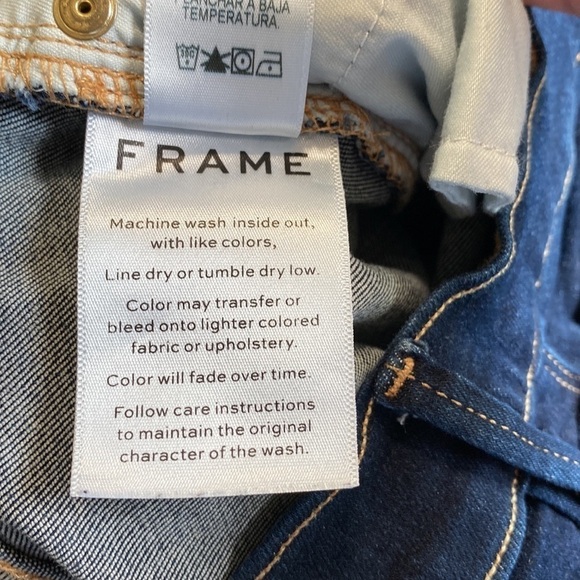 PLANCHAR A BAJA
TEMPERATURA.
FRAME
Machine wash inside out,
with like colors,
Line dry or tumble dry low.
Color may transfer or
bleed onto lighter colored
fabric or upholstery.
Color will fade over time.
Follow care instructions
to maintain the original
character of the wash.